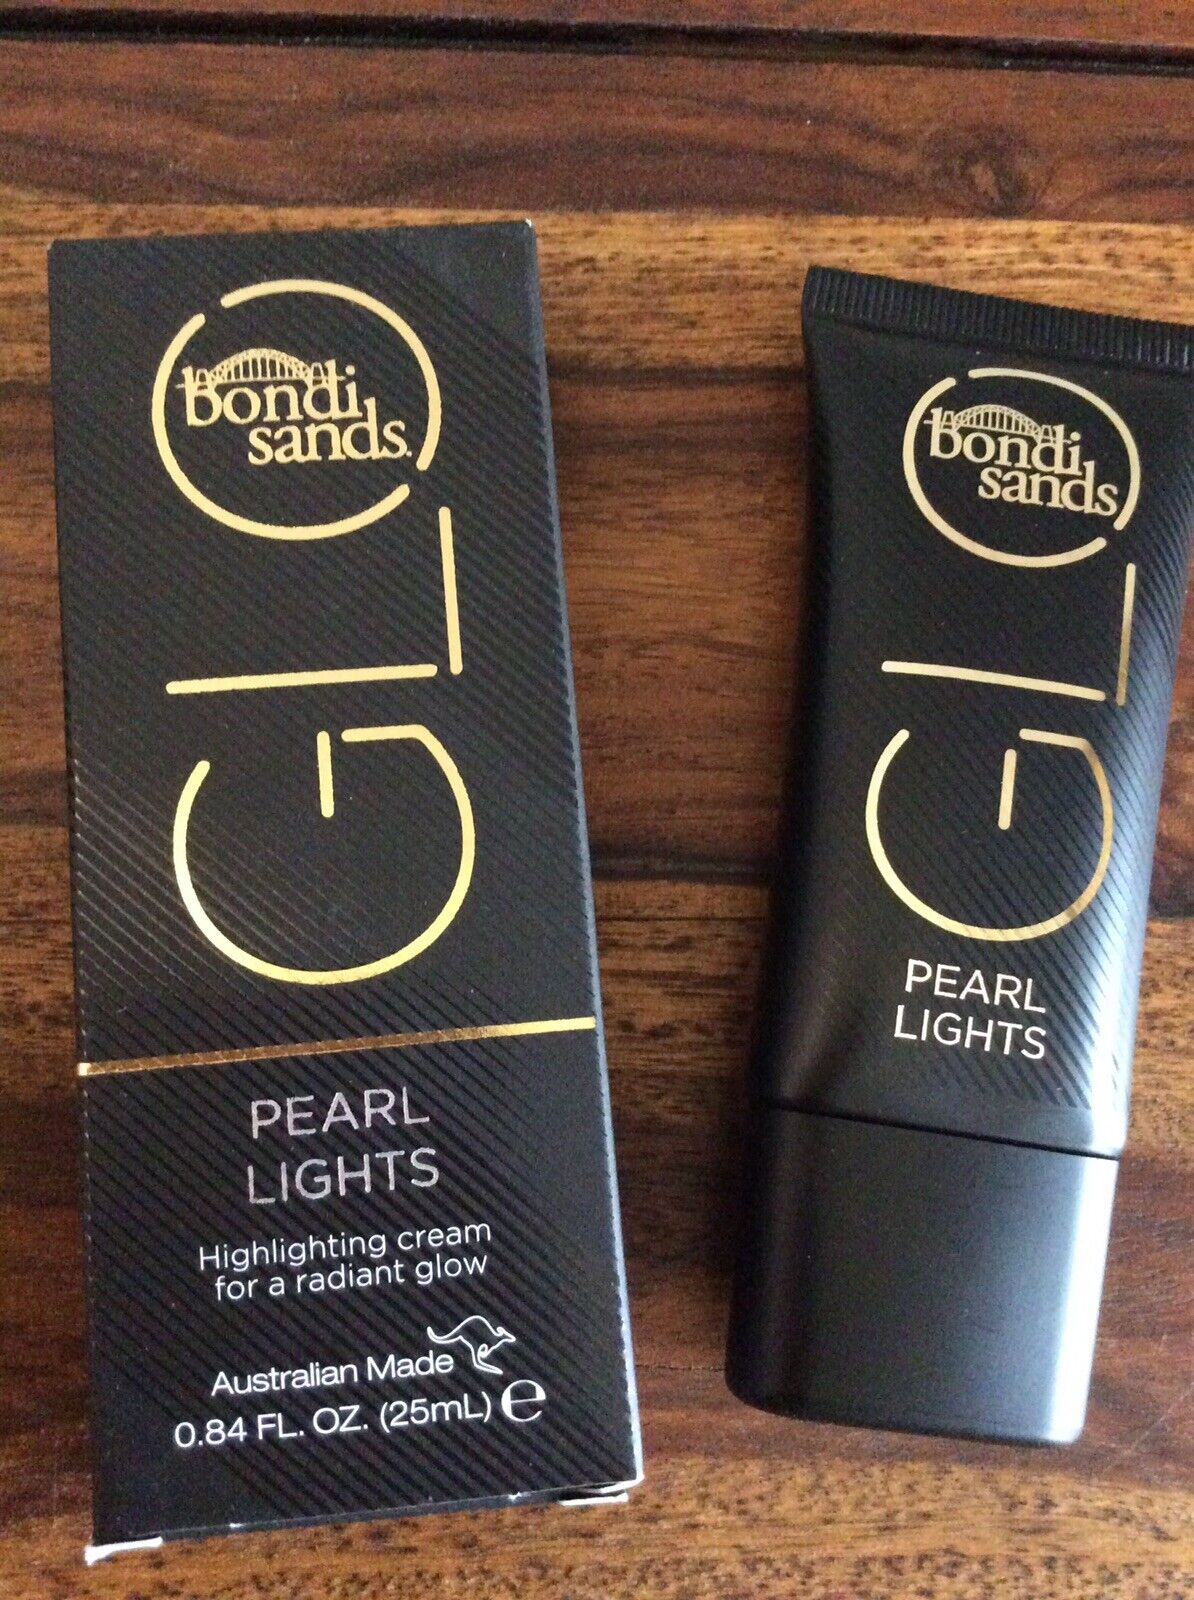 bondi
sands.
GLO
PEARL
LIGHTS
Highlighting cream
for a radiant glow
Australian Made
0.84 FL. OZ. (25mL) e
bondi
sands
GLO
PEARL
LIGHTS